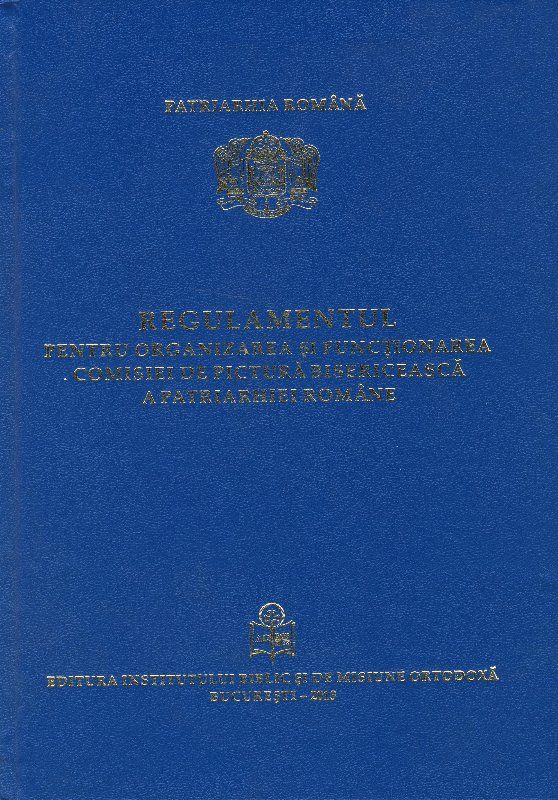 PATRIARHIA ROMÂNĂ
REGULAMENTUL
PENTRU ORGANIZAREA ȘI FUNCȚIONAREA
COMISIEI DE PICTURĂ BISERICEASCĂ
A PATRIARHIEI ROMÂNE
EDITURA INSTITUTULUI BIBLIC ȘI DE MISIUNE ORTODOXĂ
BUCUREȘTI –